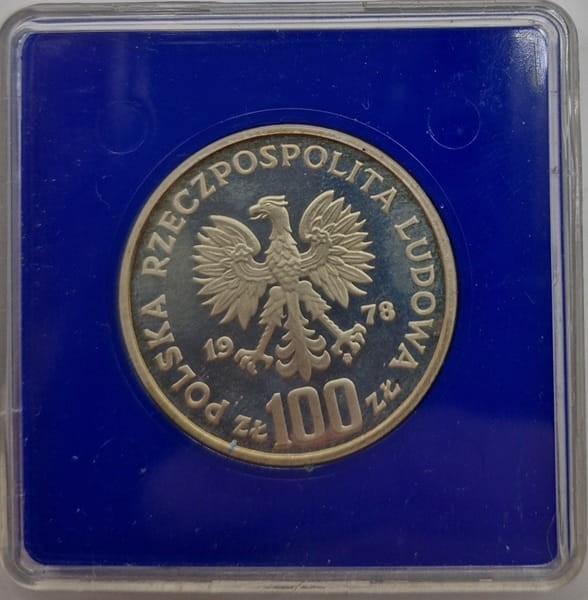 POLSKA RZECZPOSPOLITA LUDOWA
19 78
ZŁ 100 ZŁ